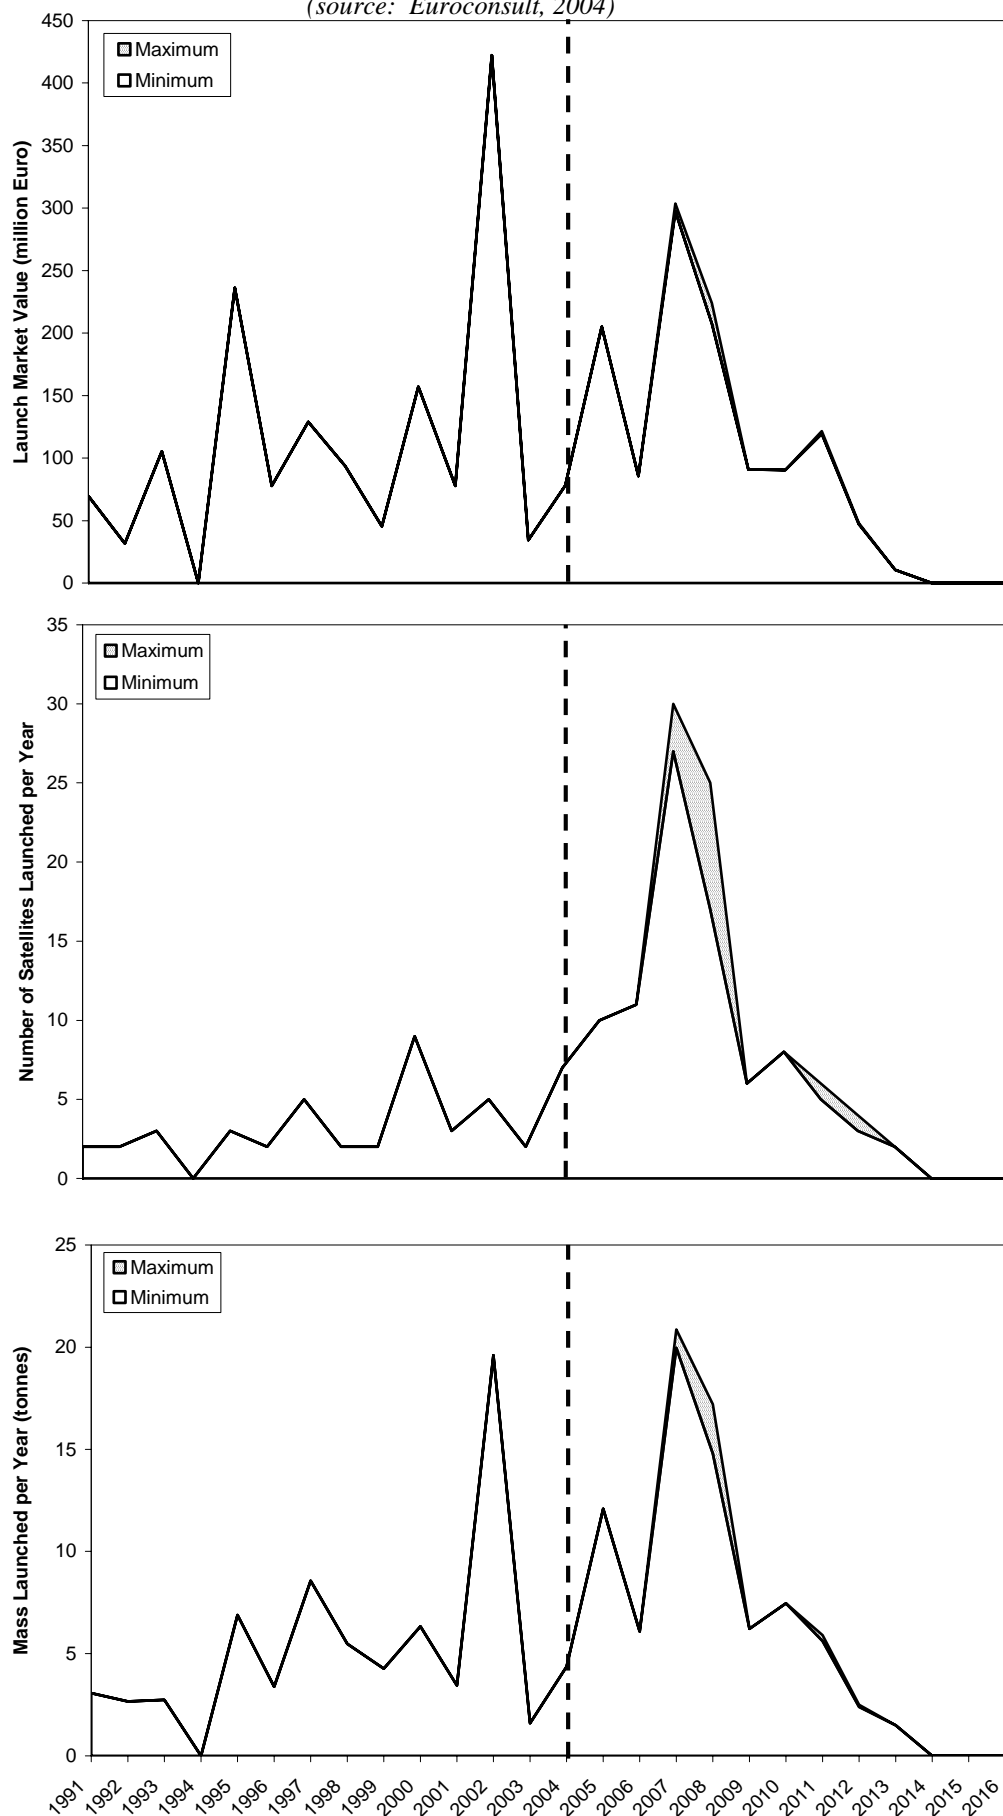 (source: Euroconsult, 2004)
450
400
350
300
250
200
150
100
50
0
Launch Market Value (million Euro)
Maximum
Minimum
35
30
25
20
15
10
5
0
Number of Satellites Launched per Year
Maximum
Minimum
25
20
15
10
5
0
Mass Launched per Year (tonnes)
Maximum
Minimum
1991 1992 1993 1994 1995 1996 1997 1998 1999 2000 2001 2002 2003 2004 2005 2006 2007 2008 2009 2010 2011 2012 2013 2014 2015 2016